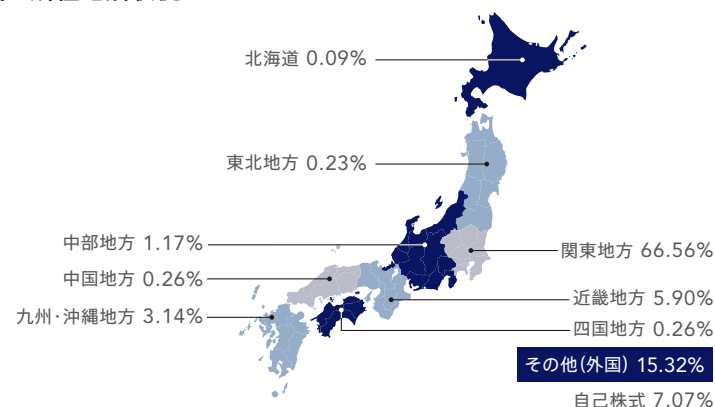 北海道 0.09%
東北地方 0.23%
中部地方 1.17%
関東地方 66.56%
中国地方 0.26%
近畿地方 5.90%
九州・沖縄地方 3.14%
四国地方 0.26%
その他(外国) 15.32%
自己株式 7.07%